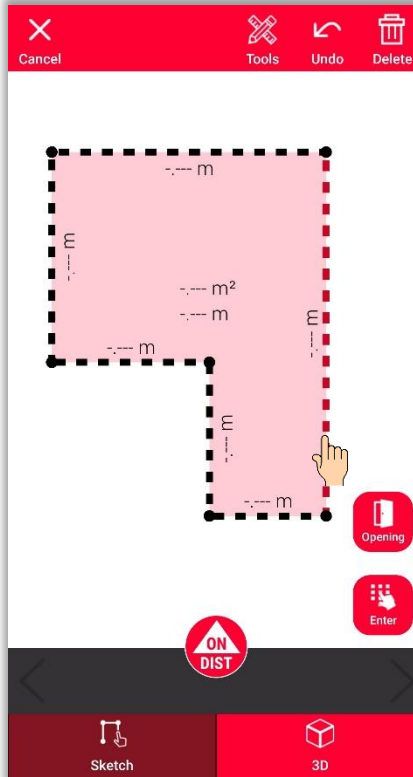 Cancel
Tools
Undo
Delete
-.--- m
-.--- m
-.--- m²
-.--- m
-.--- m
-.--- m
-.--- m
-.--- m
Opening
Enter
ON
DIST
Sketch
3D